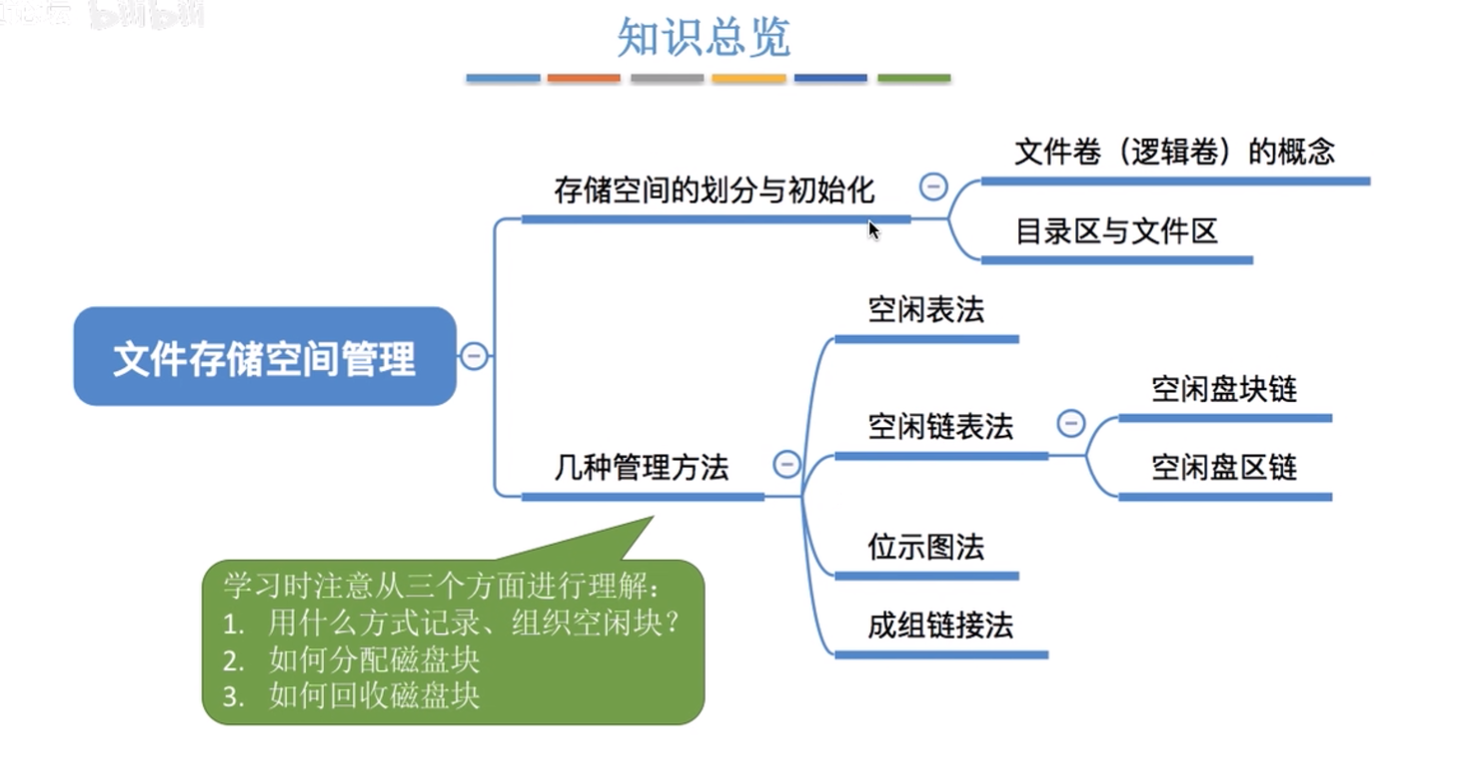 知识总览
文件卷（逻辑卷）的概念
存储空间的划分与初始化
目录区与文件区
空闲表法
文件存储空间管理
空闲盘块链
空闲链表法
几种管理方法
空闲盘区链
位示图法
成组链接法
学习时注意从三个方面进行理解：
1. 用什么方式记录、组织空闲块？
2. 如何分配磁盘块
3. 如何回收磁盘块